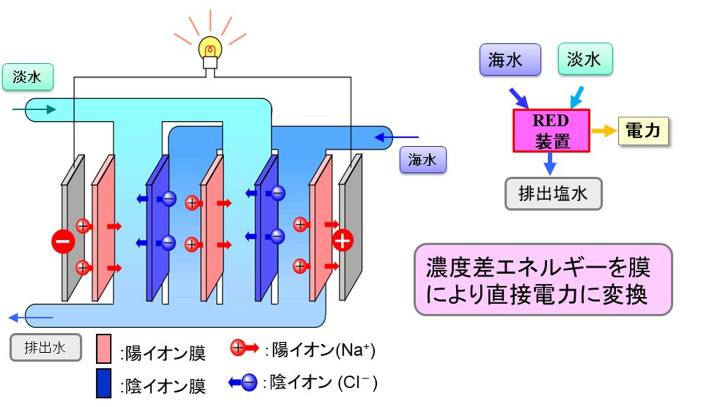 淡水
海水
海水
淡水
RED
装置
電力
排出塩水
濃度差エネルギーを膜
により直接電力に変換
− +
排出水
:陽イオン膜
:陽イオン(Na⁺)
:陰イオン膜
:陰イオン(Cl⁻)